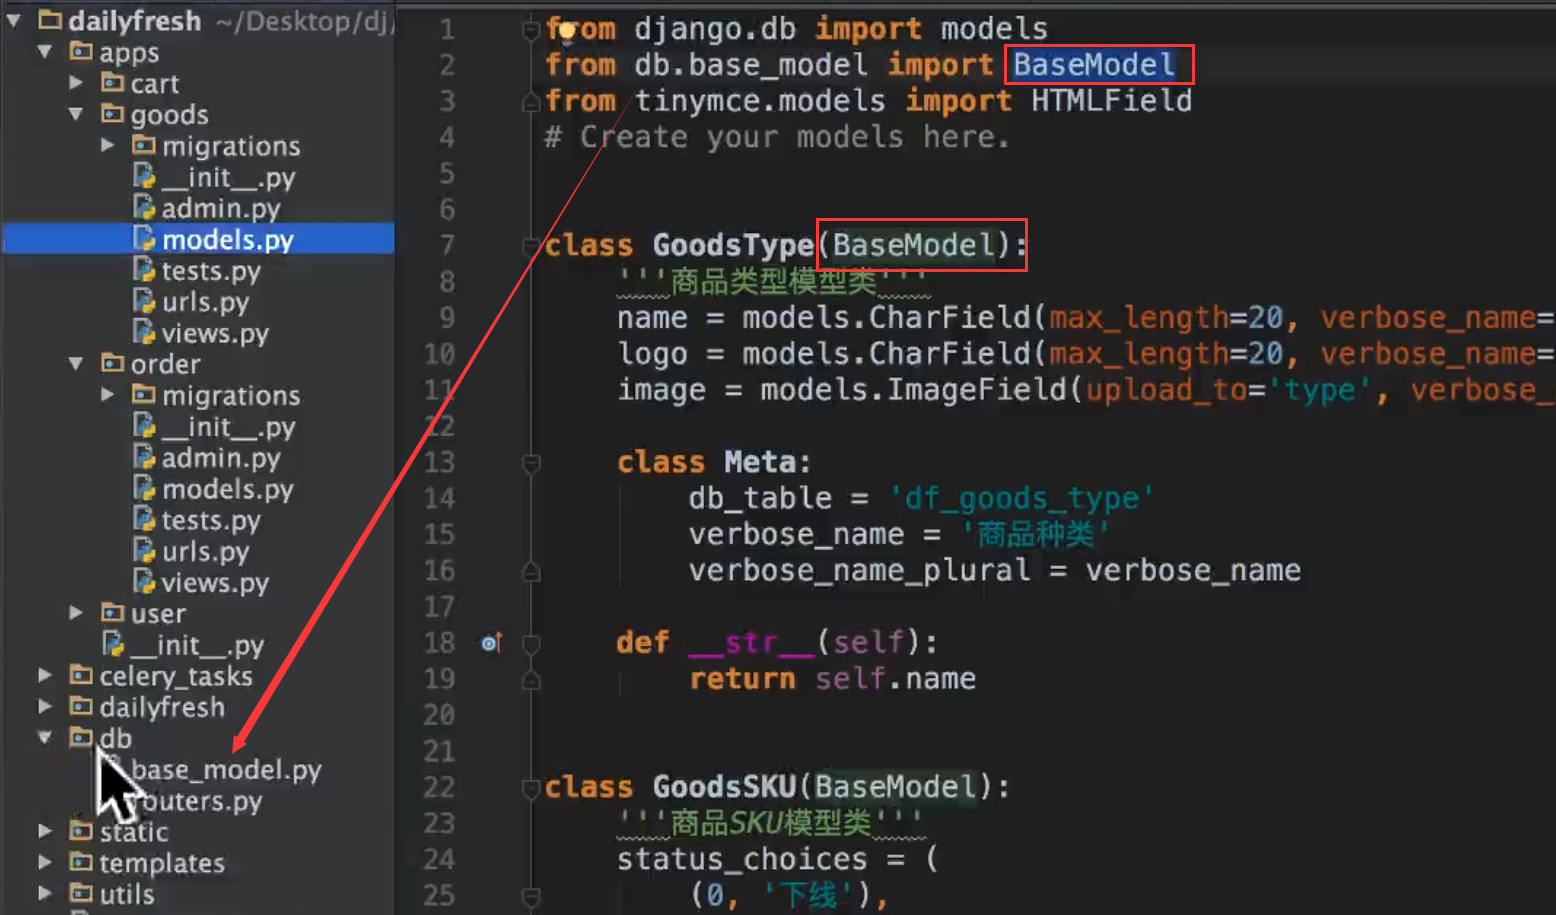 dailyfresh ~/Desktop/dj/
apps
cart
goods
migrations
__init__.py
admin.py
models.py
tests.py
urls.py
views.py
order
migrations
__init__.py
admin.py
models.py
tests.py
urls.py
views.py
user
__init__.py
celery_tasks
dailyfresh
db
base_model.py
routers.py
static
templates
utils
1 from django.db import models
2 from db.base_model import BaseModel
3 from tinymce.models import HTMLField
4 # Create your models here.
5
6
7 class GoodsType(BaseModel):
8 '''商品类型模型类'''
9 name = models.CharField(max_length=20, verbose_name=
10 logo = models.CharField(max_length=20, verbose_name=
11 image = models.ImageField(upload_to='type', verbose_
12
13 class Meta:
14 db_table = 'df_goods_type'
15 verbose_name = '商品种类'
16 verbose_name_plural = verbose_name
17
18 def __str__(self):
19 return self.name
20
21
22 class GoodsSKU(BaseModel):
23 '''商品SKU模型类'''
24 status_choices = (
25 (0, '下线'),